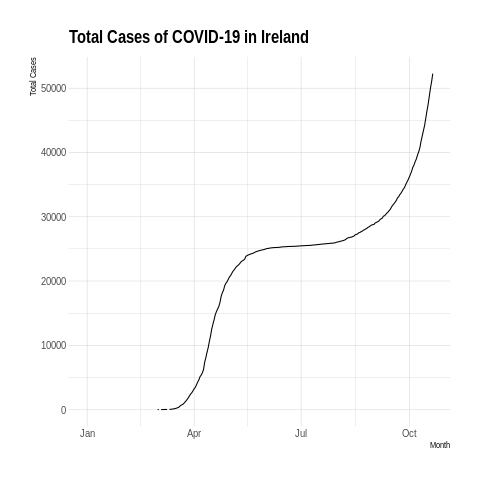 Total Cases of COVID-19 in Ireland
Total Cases
50000
40000
30000
20000
10000
0
Jan Apr Jul Oct
Month